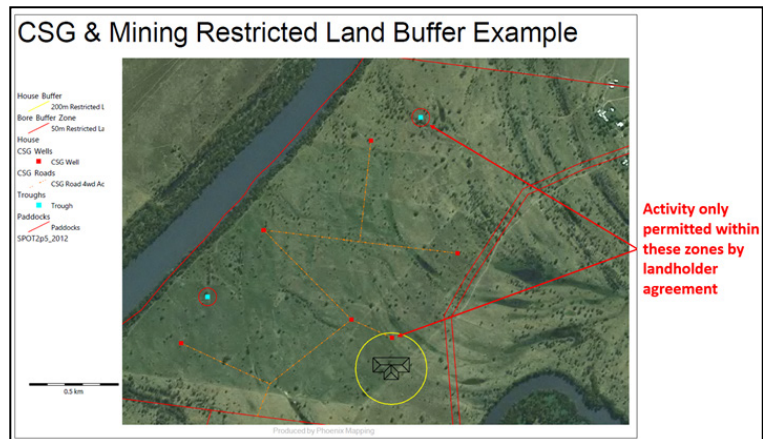 CSG & Mining Restricted Land Buffer Example
House Buffer
200m Restricted L
Bore Buffer Zone
50m Restricted La
House
CSG Wells
CSG Well
CSG Roads
CSG Road 4wd Ac
Troughs
Trough
Paddocks
Paddocks
SPOT2p5_2012
Activity only
permitted within
these zones by
landholder
agreement
0.5 km
Produced by Phoenix Mapping